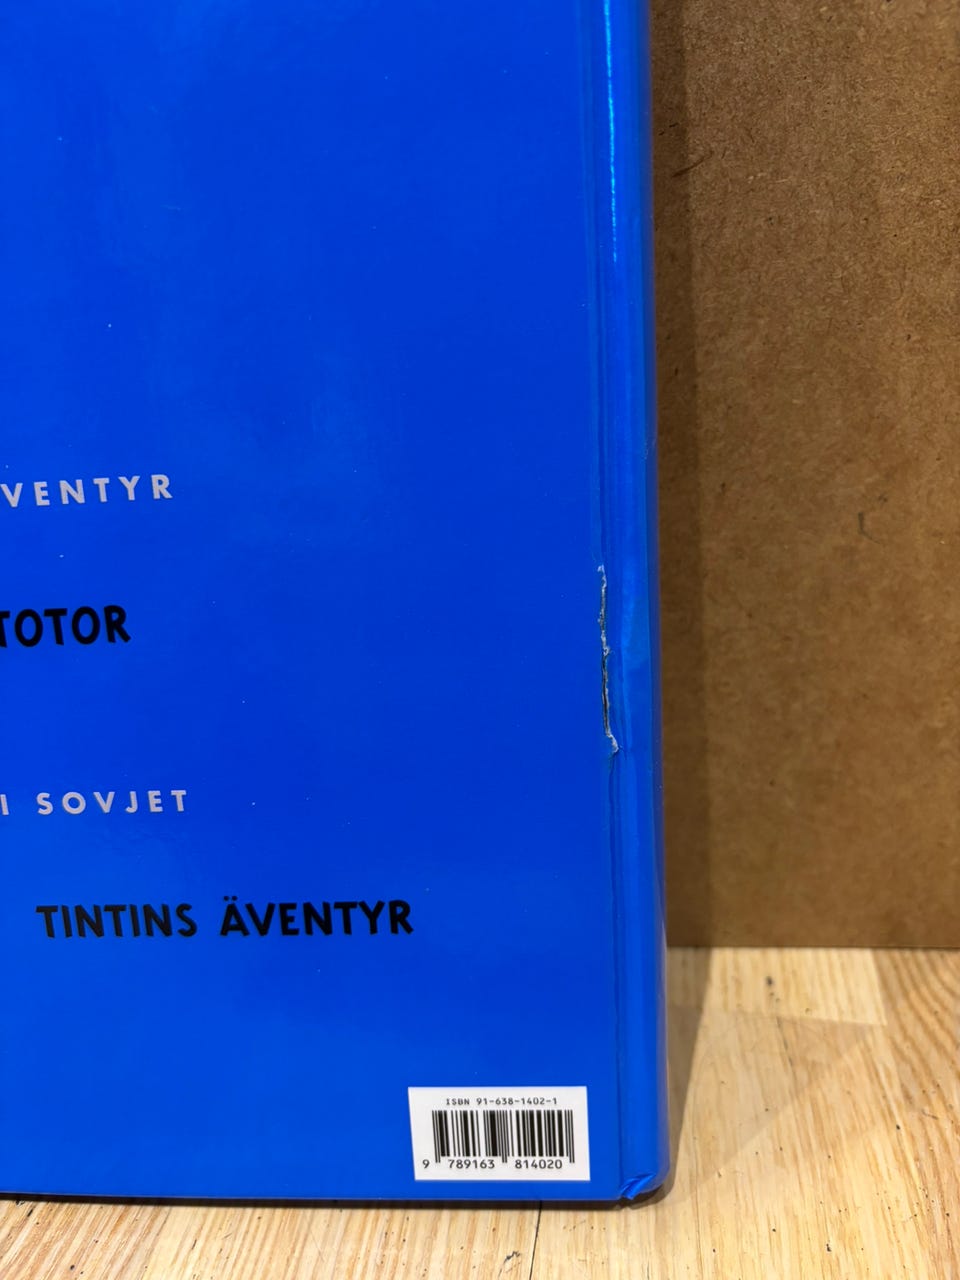 VENTYR
TOTOR
I SOVJET
TINTINS ÄVENTYR
ISBN 91-638-1402-1
9 789163 814020